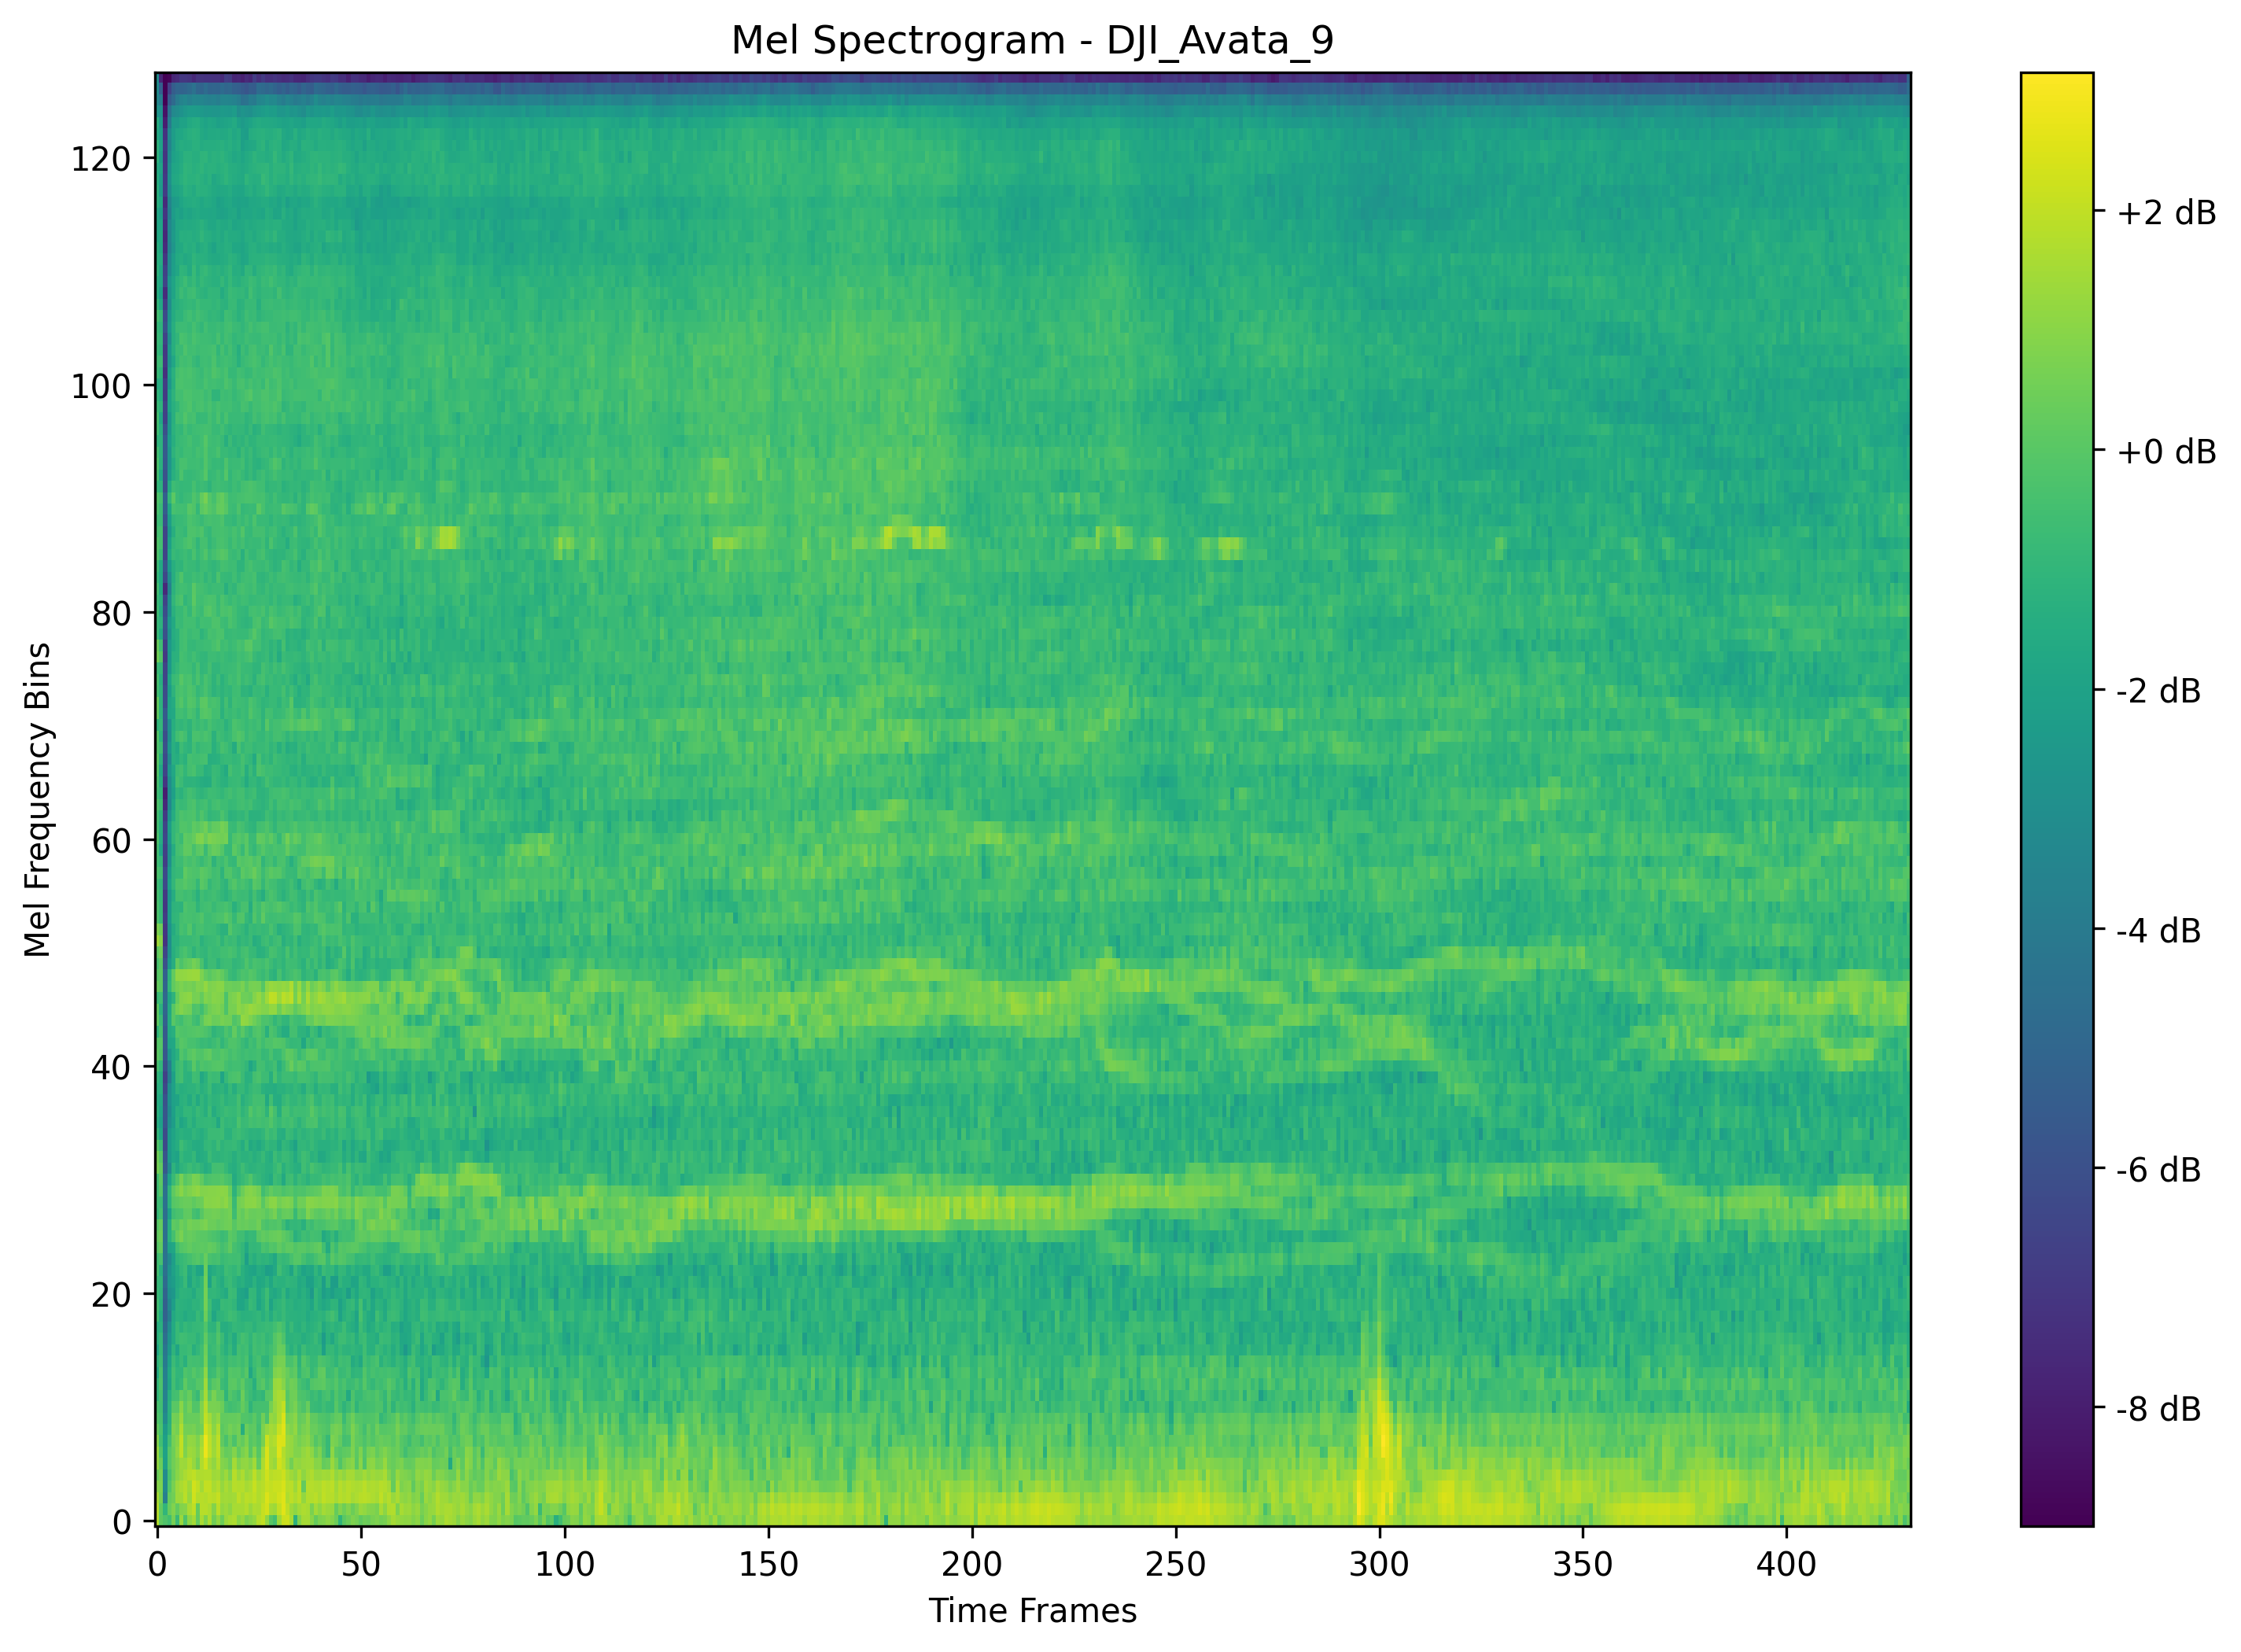 Mel Spectrogram - DJI_Avata_9
Mel Frequency Bins
120
100
80
60
40
20
0
0 50 100 150 200 250 300 350 400
Time Frames
+2 dB
+0 dB
-2 dB
-4 dB
-6 dB
-8 dB